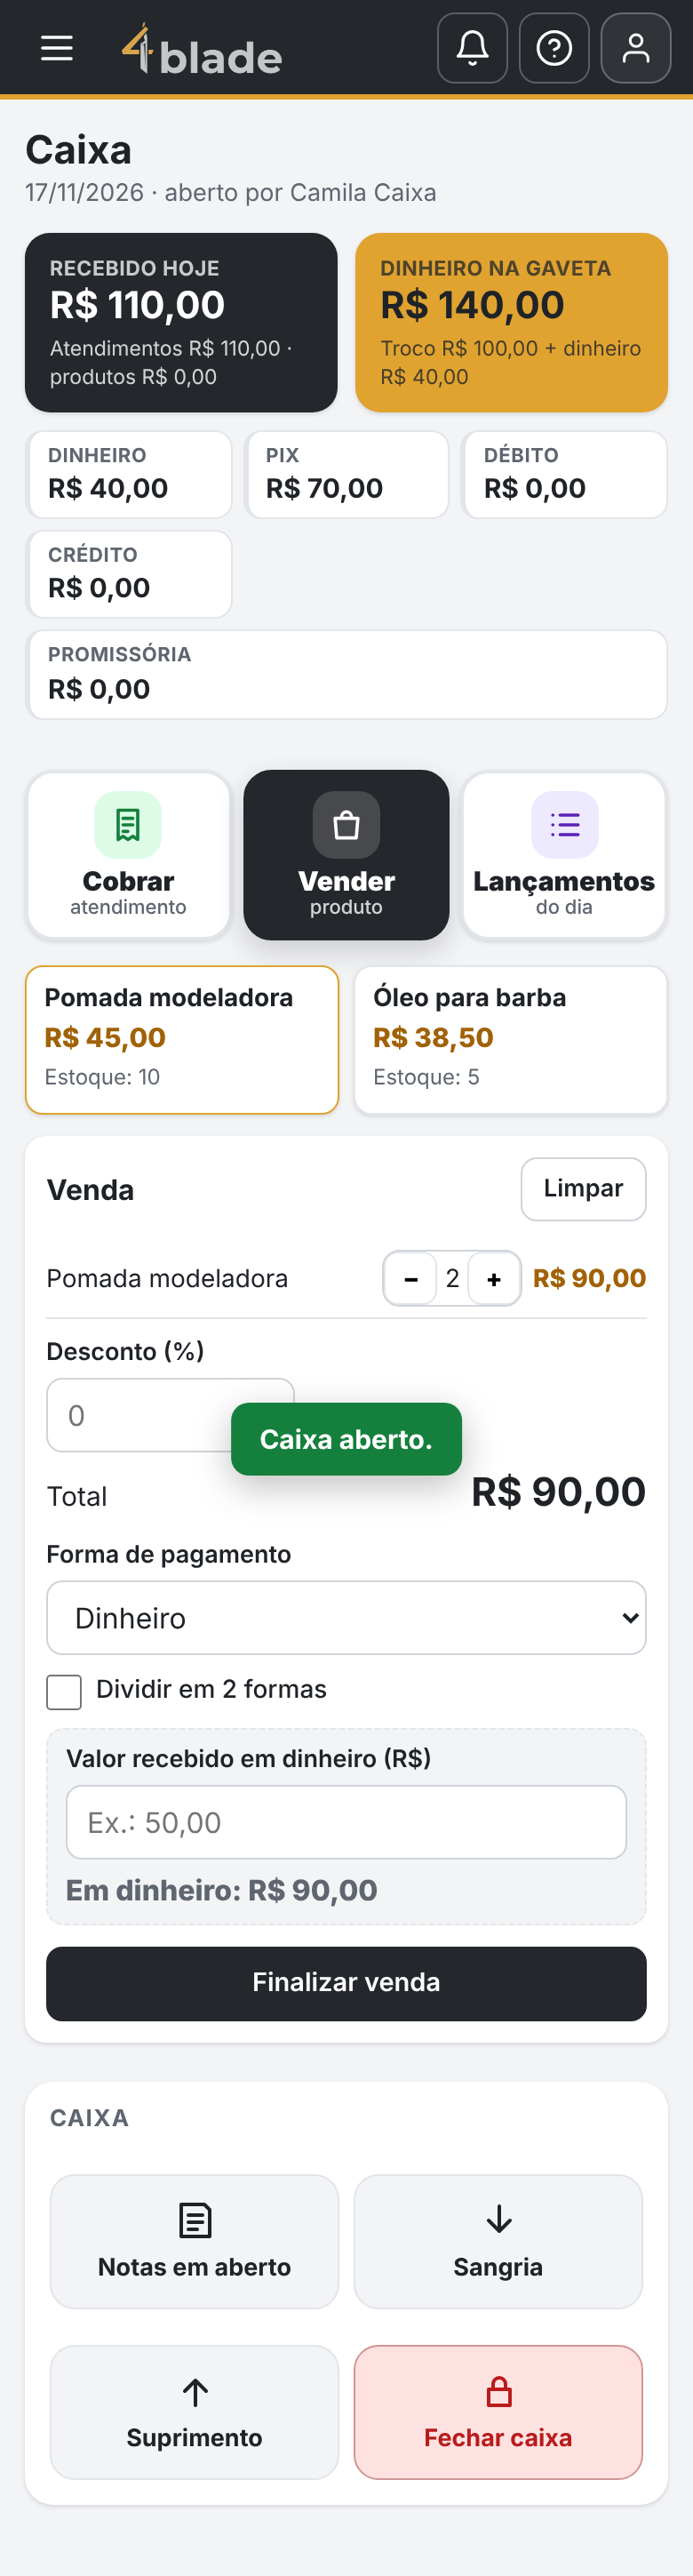 4blade
Caixa
17/11/2026 · aberto por Camila Caixa
RECEBIDO HOJE
R$ 110,00
Atendimentos R$ 110,00 ·
produtos R$ 0,00
DINHEIRO NA GAVETA
R$ 140,00
Troco R$ 100,00 + dinheiro
R$ 40,00
DINHEIRO
R$ 40,00
PIX
R$ 70,00
DÉBITO
R$ 0,00
CRÉDITO
R$ 0,00
PROMISSÓRIA
R$ 0,00
Cobrar
atendimento
Vender
produto
Lançamentos
do dia
Pomada modeladora
R$ 45,00
Estoque: 10
Óleo para barba
R$ 38,50
Estoque: 5
Venda
Limpar
Pomada modeladora
− 2 + R$ 90,00
Desconto (%)
0
Caixa aberto.
Total
R$ 90,00
Forma de pagamento
Dinheiro
Dividir em 2 formas
Valor recebido em dinheiro (R$)
Ex.: 50,00
Em dinheiro: R$ 90,00
Finalizar venda
CAIXA
Notas em aberto
Sangria
Suprimento
Fechar caixa